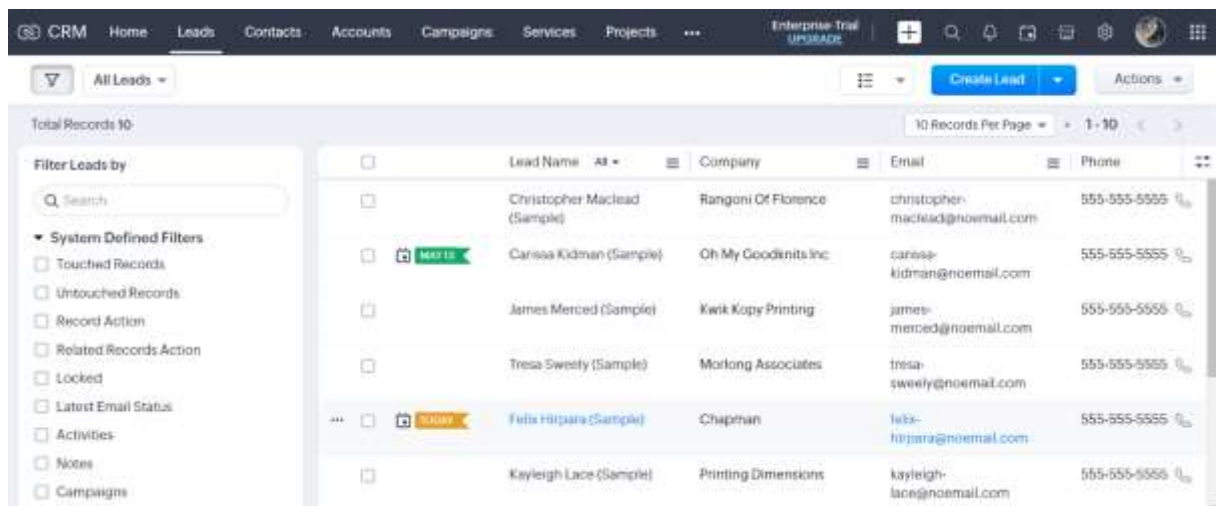 CRM Home Leads Contacts Accounts Campaigns Services Projects ••• Enterprise-Trial
UPGRADE
All Leads Create Lead Actions
Total Records 10 10 Records Per Page 1 - 10
Filter Leads by Lead Name All Company Email Phone
Search
Christopher Maclead (Sample) Rangoni Of Florence christopher-maclead@noemail.com 555-555-5555
System Defined Filters
Touched Records
MAY 13 Carissa Kidman (Sample) Oh My Goodknits Inc carissa-kidman@noemail.com 555-555-5555
Untouched Records
Record Action
James Merced (Sample) Kwik Kopy Printing james-merced@noemail.com 555-555-5555
Related Records Action
Locked
Tresa Sweely (Sample) Morlong Associates tresa-sweely@noemail.com 555-555-5555
Latest Email Status
Activities
TODAY Felix Hirpara (Sample) Chapman felix-hirpara@noemail.com 555-555-5555
Notes
Campaigns
Kayleigh Lace (Sample) Printing Dimensions kayleigh-lace@noemail.com 555-555-5555